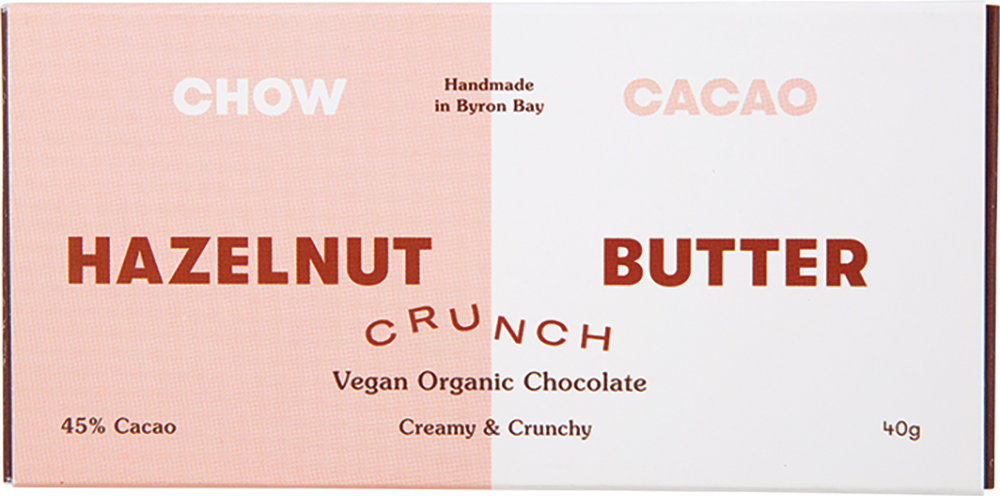 CHOW
Handmade
in Byron Bay
CACAO
HAZELNUT BUTTER
CRUNCH
Vegan Organic Chocolate
45% Cacao
Creamy & Crunchy
40g